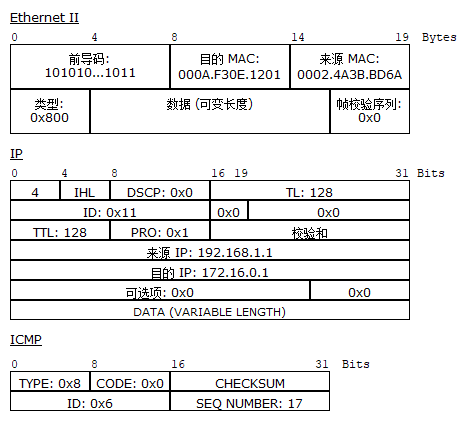 Ethernet II
0 4 8 14 19 Bytes
前导码: 目的 MAC: 来源 MAC:
101010...1011 000A.F30E.1201 0002.4A3B.BD6A
类型: 数据 (可变长度) 帧校验序列:
0x800 0x0
IP
0 4 8 16 19 31 Bits
4 IHL DSCP: 0x0 TL: 128
ID: 0x11 0x0 0x0
TTL: 128 PRO: 0x1 校验和
来源 IP: 192.168.1.1
目的 IP: 172.16.0.1
可选项: 0x0 0x0
DATA (VARIABLE LENGTH)
ICMP
0 8 16 31 Bits
TYPE: 0x8 CODE: 0x0 CHECKSUM
ID: 0x6 SEQ NUMBER: 17